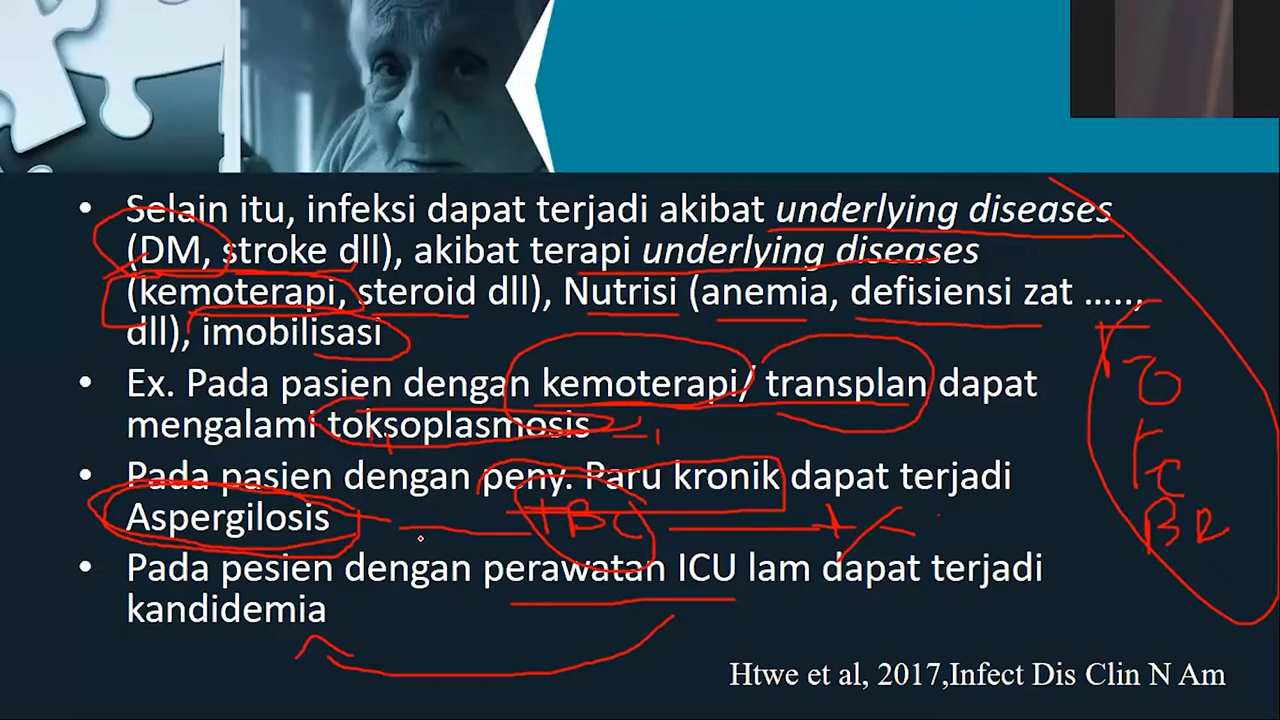 • Selain itu, infeksi dapat terjadi akibat underlying diseases
(DM, stroke dll), akibat terapi underlying diseases
(kemoterapi, steroid dll), Nutrisi (anemia, defisiensi zat ......,
dll), imobilisasi
• Ex. Pada pasien dengan kemoterapi/ transplan dapat
mengalami toksoplasmosis
• Pada pasien dengan peny. Paru kronik dapat terjadi
Aspergilosis
TBC
• Pada pesien dengan perawatan ICU lam dapat terjadi
kandidemia
Htwe et al, 2017,Infect Dis Clin N Am